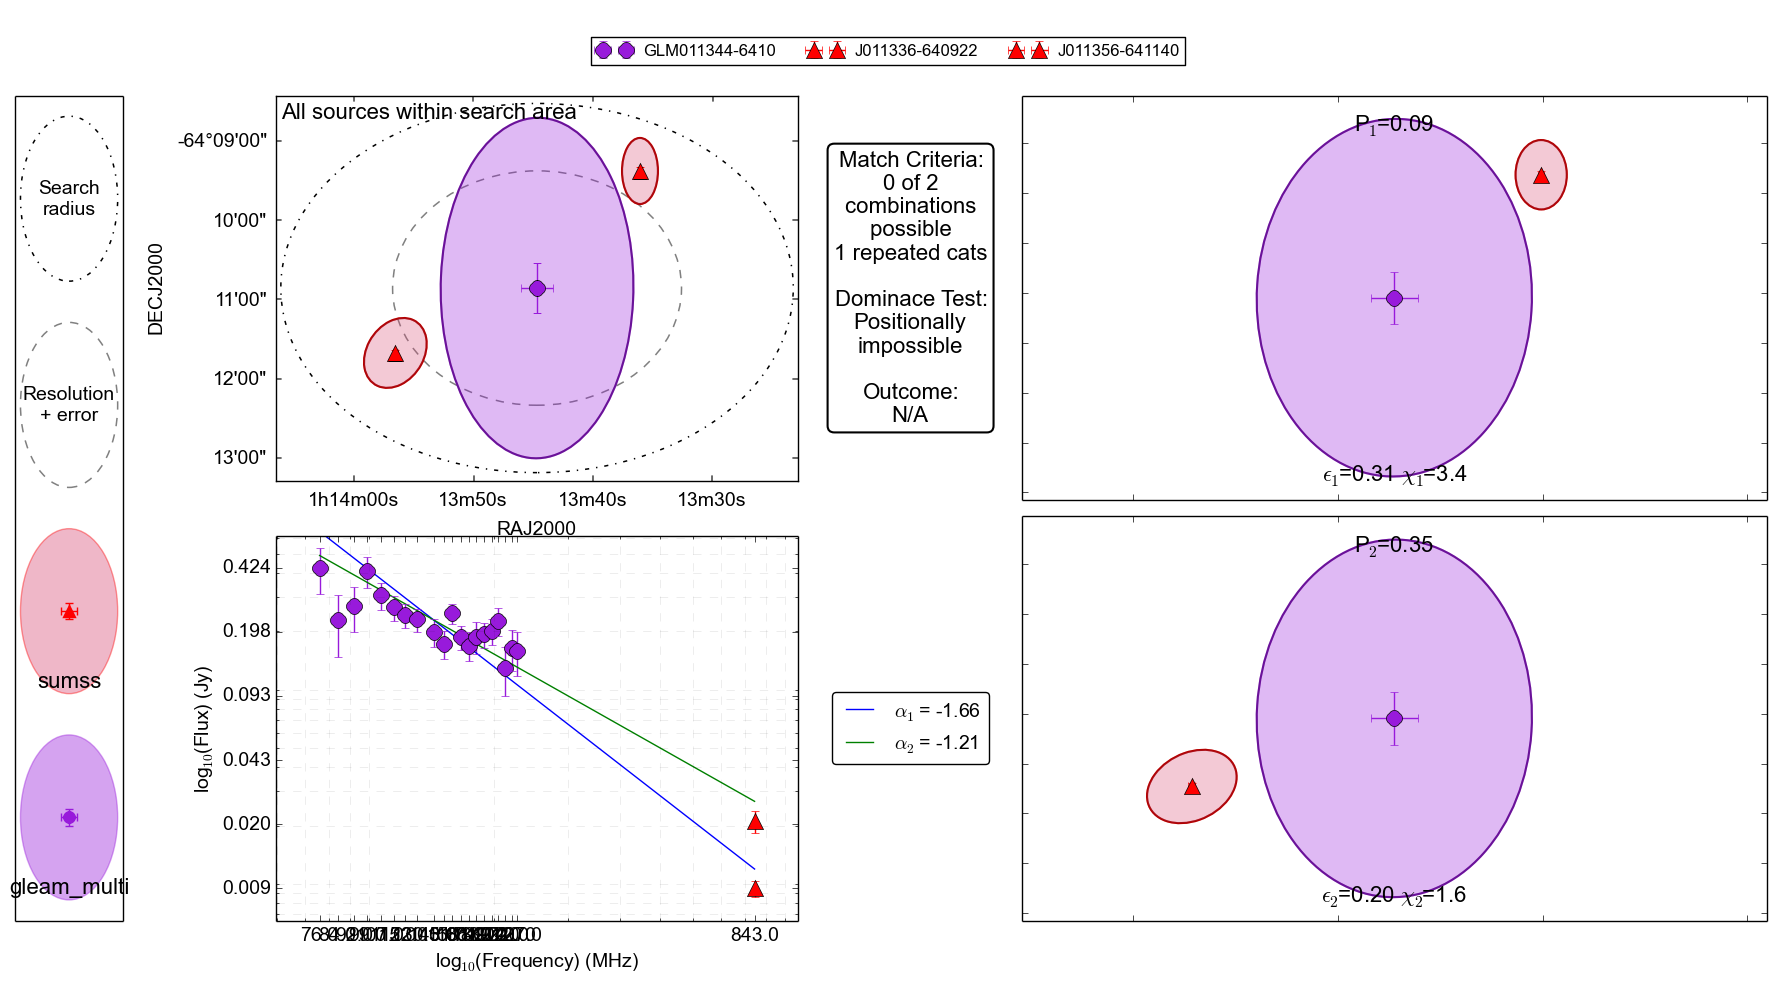 GLM011344-6410 J011336-640922 J011356-641140
Search
radius
Resolution
+ error
sumss
gleam_multi
All sources within search area
DECJ2000
-64°09'00"
10'00"
11'00"
12'00"
13'00"
1h14m00s 13m50s 13m40s 13m30s
RAJ2000
Match Criteria:
0 of 2
combinations
possible
1 repeated cats
Dominace Test:
Positionally
impossible
Outcome:
N/A
P1=0.09
ϵ1=0.31 χ1=3.4
log10(Flux) (Jy)
0.424
0.198
0.093
0.043
0.020
0.009
843.0
log10(Frequency) (MHz)
α1 = -1.66
α2 = -1.21
P2=0.35
ϵ2=0.20 χ2=1.6